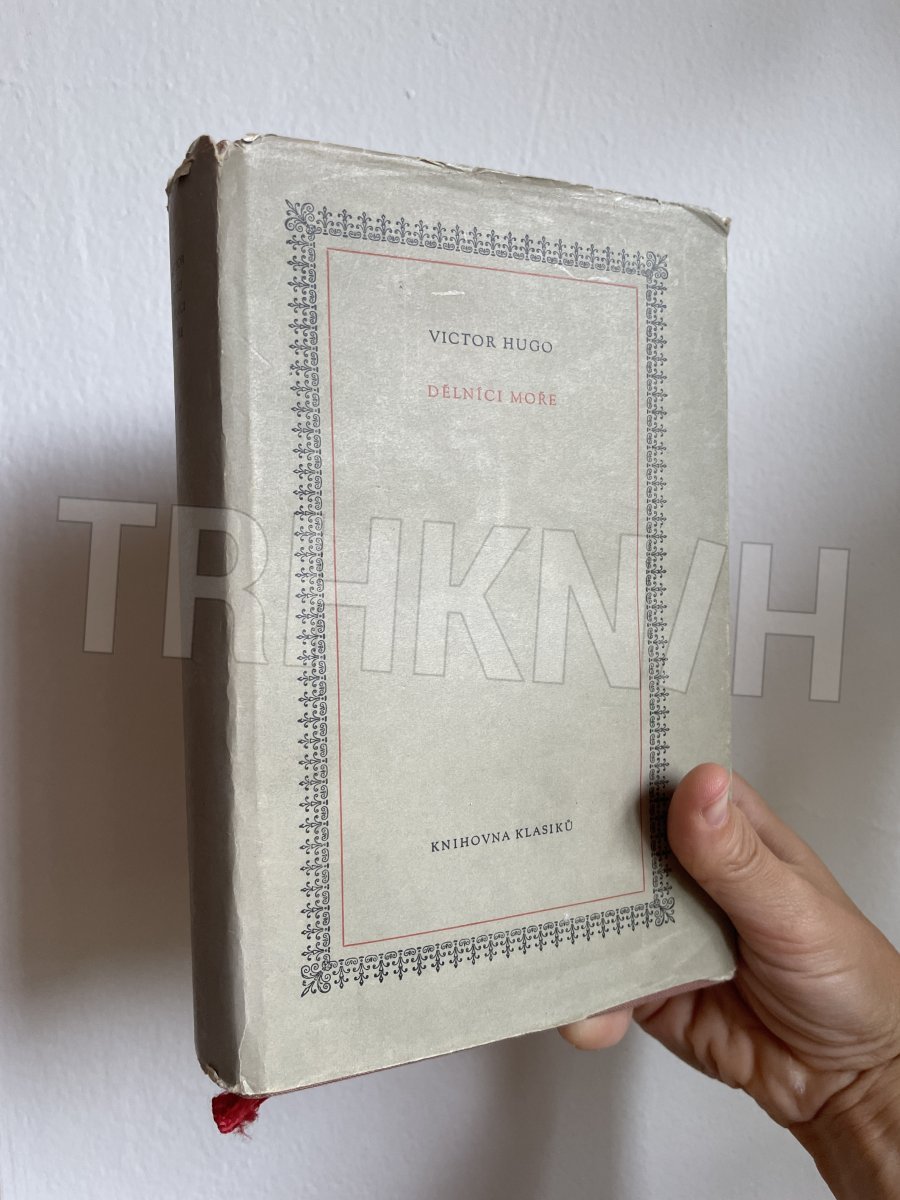 VICTOR HUGO
DĚLNÍCI MOŘE
TRHKNIH
KNIHOVNA KLASIKŮ